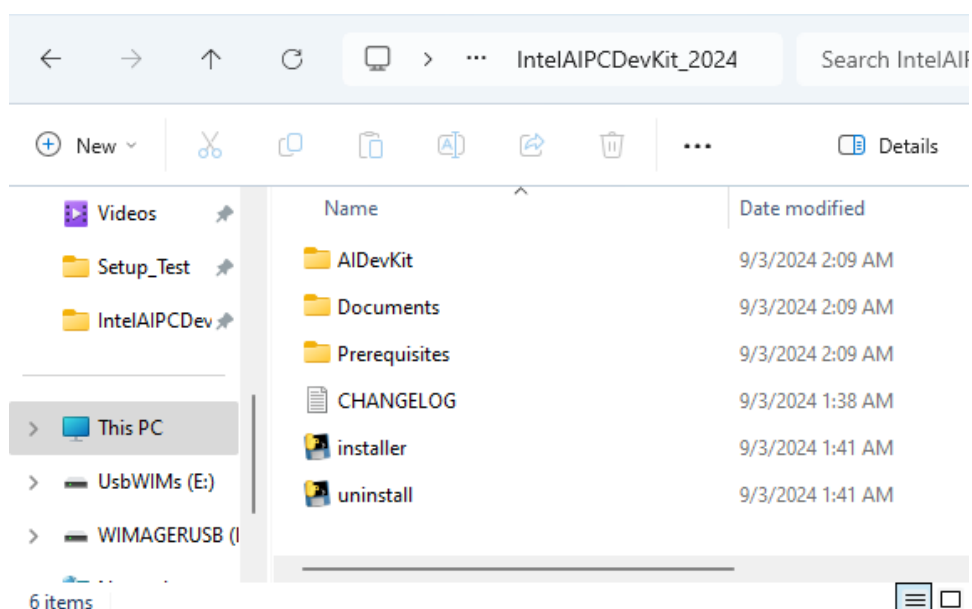 IntelAIPCDevKit_2024
Search IntelAIP
New
Details
Name
Date modified
Videos
Setup_Test
IntelAIPCDev
This PC
UsbWIMs (E:)
WIMAGERUSB (
AIDevKit 9/3/2024 2:09 AM
Documents 9/3/2024 2:09 AM
Prerequisites 9/3/2024 2:09 AM
CHANGELOG 9/3/2024 1:38 AM
installer 9/3/2024 1:41 AM
uninstall 9/3/2024 1:41 AM
6 items